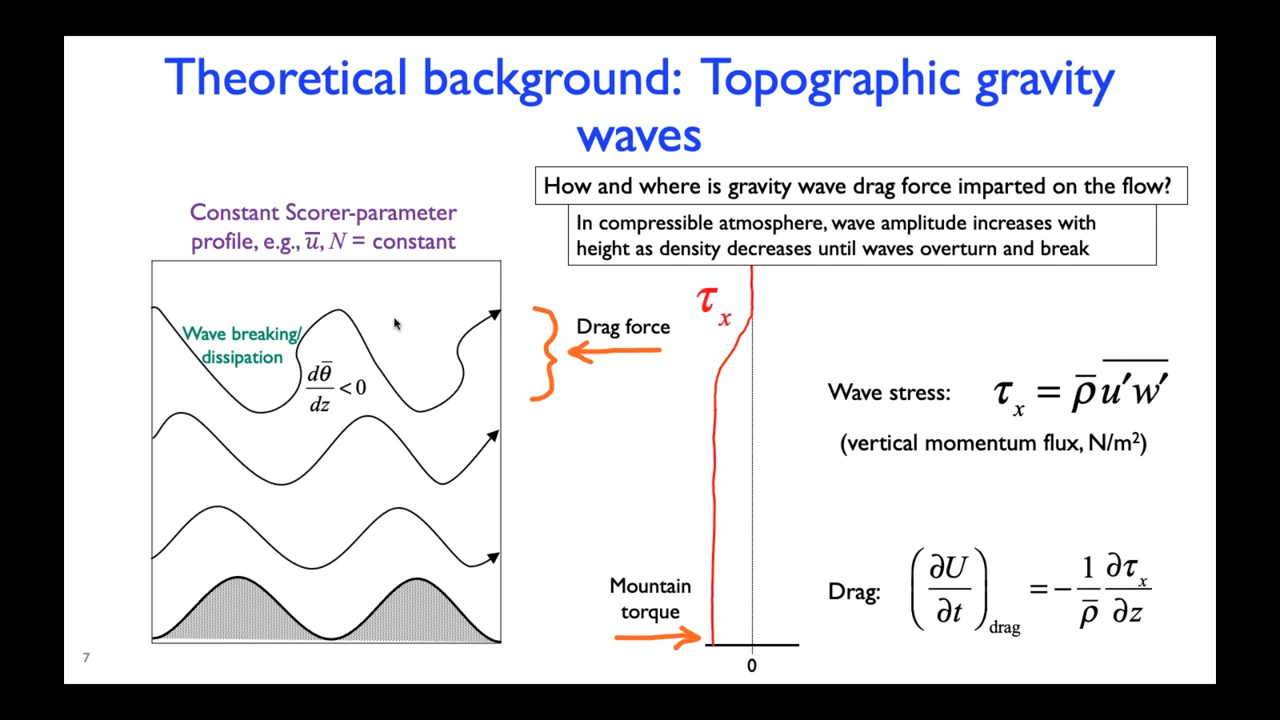 Theoretical background: Topographic gravity
waves
How and where is gravity wave drag force imparted on the flow?
In compressible atmosphere, wave amplitude increases with
height as density decreases until waves overturn and break
Constant Scorer-parameter
profile, e.g., u̅, N = constant
Wave breaking/
dissipation
dθ̅/dz < 0
τx
Drag force
Wave stress: τx = ρ̅ \overline{u′w′}
(vertical momentum flux, N/m²)
Mountain
torque
Drag: (∂U/∂t)drag = − 1/ρ̅ ∂τx/∂z
0
7